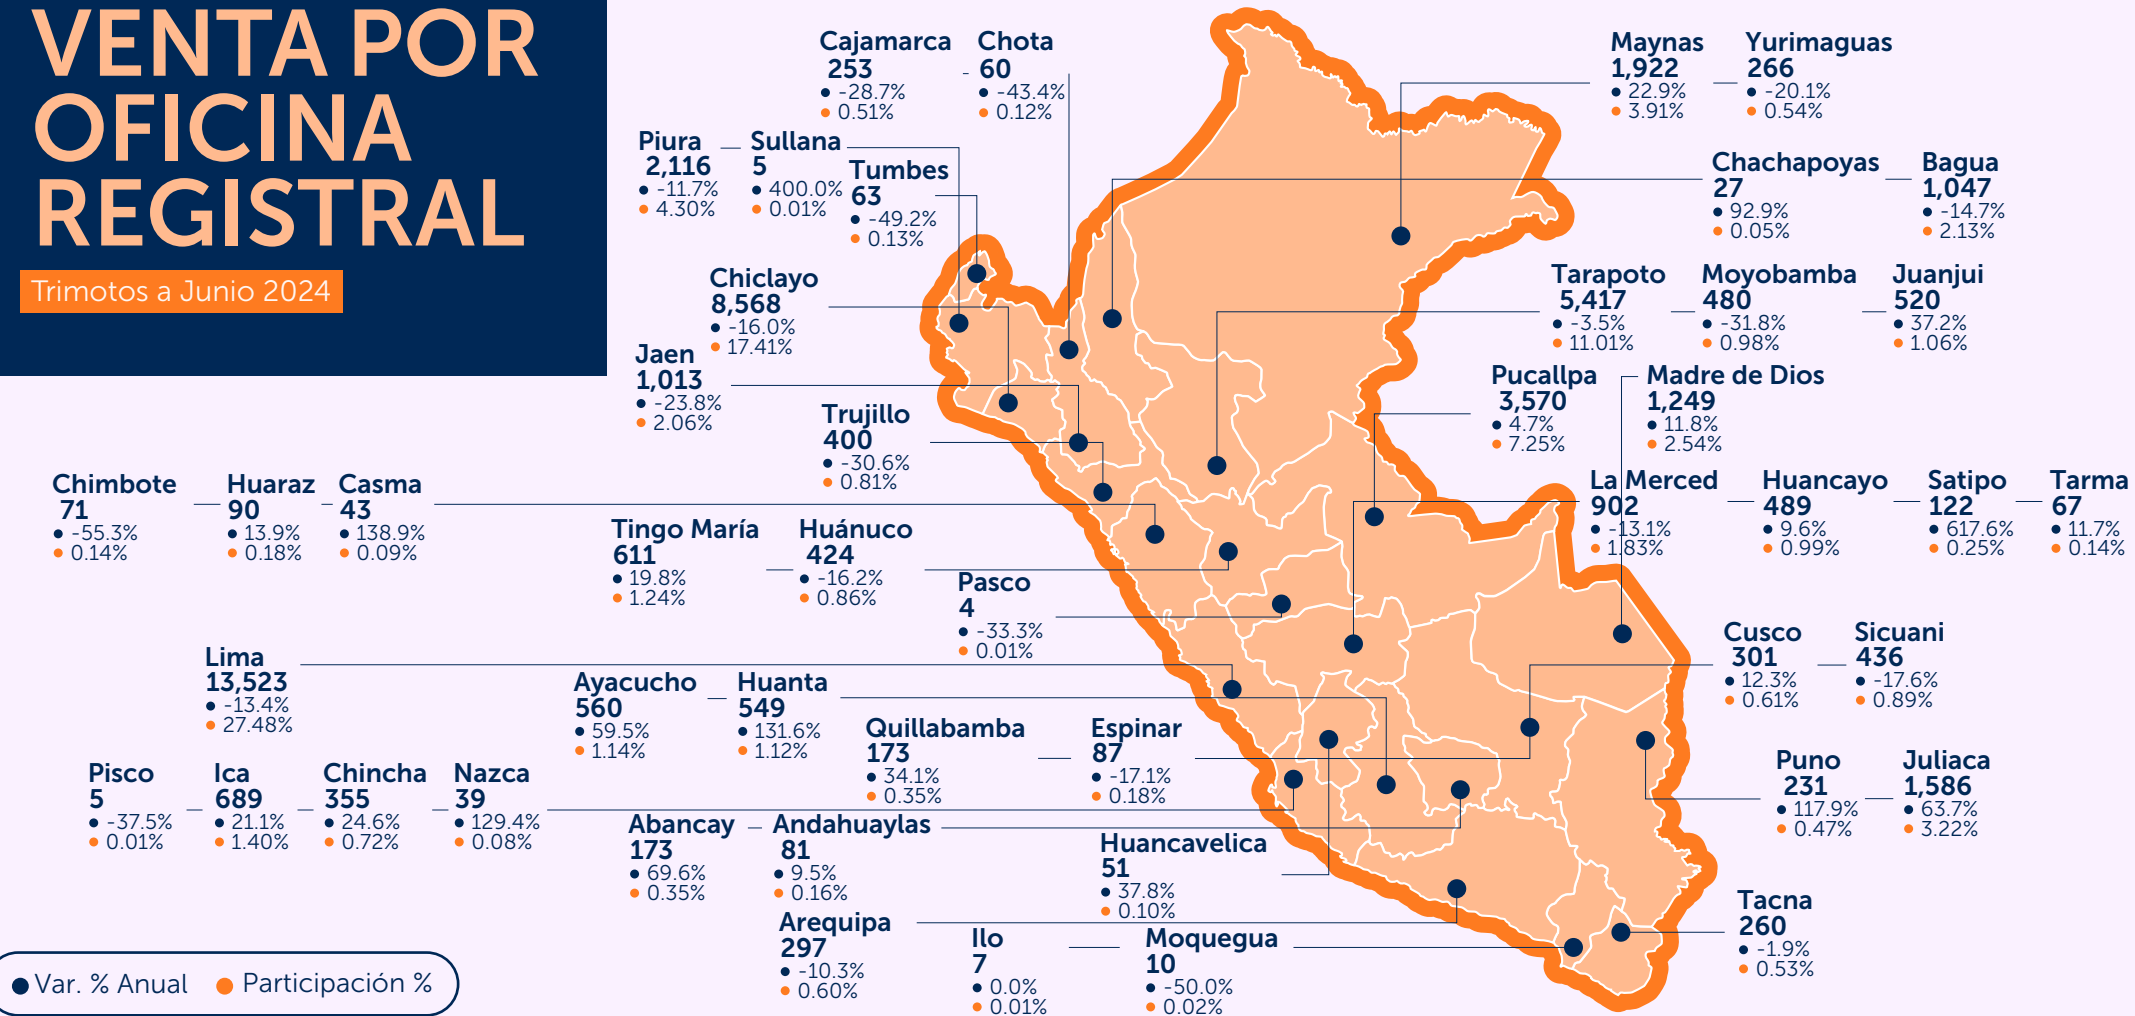 VENTA POR
OFICINA
REGISTRAL
Trimotos a Junio 2024
Cajamarca
253
-28.7%
0.51%
Chota
60
-43.4%
0.12%
Maynas
1,922
22.9%
3.91%
Yurimaguas
266
-20.1%
0.54%
Piura
2,116
-11.7%
4.30%
Sullana
5
400.0%
0.01%
Tumbes
63
-49.2%
0.13%
Chachapoyas
27
92.9%
0.05%
Bagua
1,047
-14.7%
2.13%
Chiclayo
8,568
-16.0%
17.41%
Tarapoto
5,417
-3.5%
11.01%
Moyobamba
480
-31.8%
0.98%
Juanjui
520
37.2%
1.06%
Jaen
1,013
-23.8%
2.06%
Pucallpa
3,570
4.7%
7.25%
Madre de Dios
1,249
11.8%
2.54%
Trujillo
400
-30.6%
0.81%
Chimbote
71
-55.3%
0.14%
Huaraz
90
13.9%
0.18%
Casma
43
138.9%
0.09%
La Merced
902
-13.1%
1.83%
Huancayo
489
9.6%
0.99%
Satipo
122
617.6%
0.25%
Tarma
67
11.7%
0.14%
Tingo María
611
19.8%
1.24%
Huánuco
424
-16.2%
0.86%
Pasco
4
-33.3%
0.01%
Cusco
301
12.3%
0.61%
Sicuani
436
-17.6%
0.89%
Lima
13,523
-13.4%
27.48%
Ayacucho
560
59.5%
1.14%
Huanta
549
131.6%
1.12%
Quillabamba
173
34.1%
0.35%
Espinar
87
-17.1%
0.18%
Puno
231
117.9%
0.47%
Juliaca
1,586
63.7%
3.22%
Pisco
5
-37.5%
0.01%
Ica
689
21.1%
1.40%
Chincha
355
24.6%
0.72%
Nazca
39
129.4%
0.08%
Abancay
173
69.6%
0.35%
Andahuaylas
81
9.5%
0.16%
Huancavelica
51
37.8%
0.10%
Arequipa
297
-10.3%
0.60%
Ilo
7
0.0%
0.01%
Moquegua
10
-50.0%
0.02%
Tacna
260
-1.9%
0.53%
Var. % Anual
Participación %